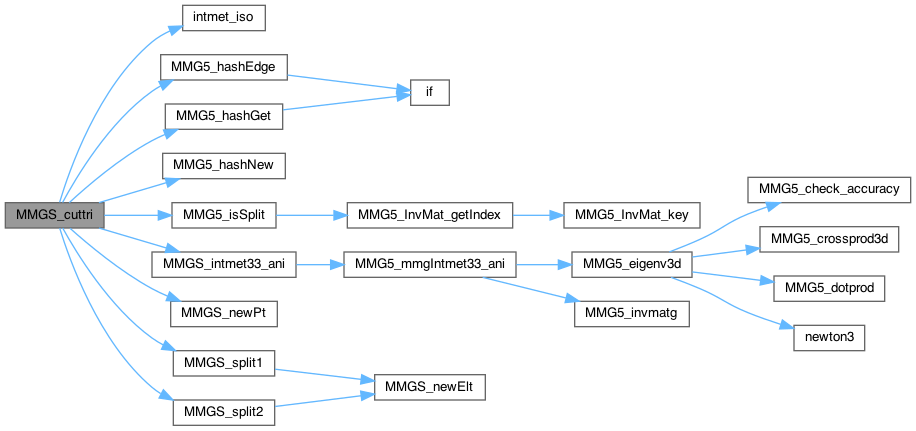 intmet_iso
MMG5_hashEdge
if
MMG5_hashGet
MMG5_hashNew
MMG5_check_accuracy
MMGS_cuttri
MMG5_isSplit
MMG5_InvMat_getIndex
MMG5_InvMat_key
MMG5_crossprod3d
MMGS_intmet33_ani
MMG5_mmgIntmet33_ani
MMG5_eigenv3d
MMG5_dotprod
MMGS_newPt
MMG5_invmatg
newton3
MMGS_split1
MMGS_newElt
MMGS_split2